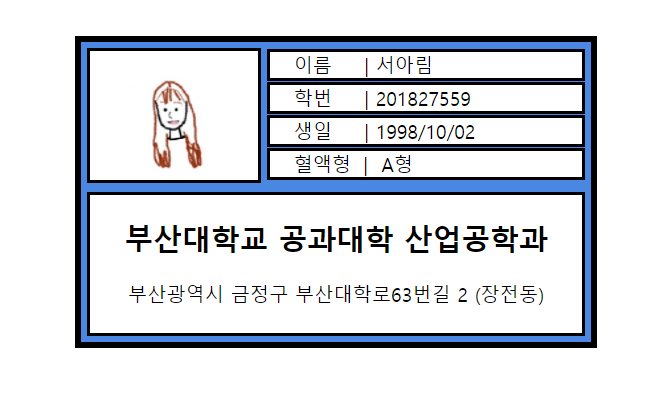 이름 | 서아림
학번 | 201827559
생일 | 1998/10/02
혈액형 | A형
부산대학교 공과대학 산업공학과
부산광역시 금정구 부산대학로63번길 2 (장전동)